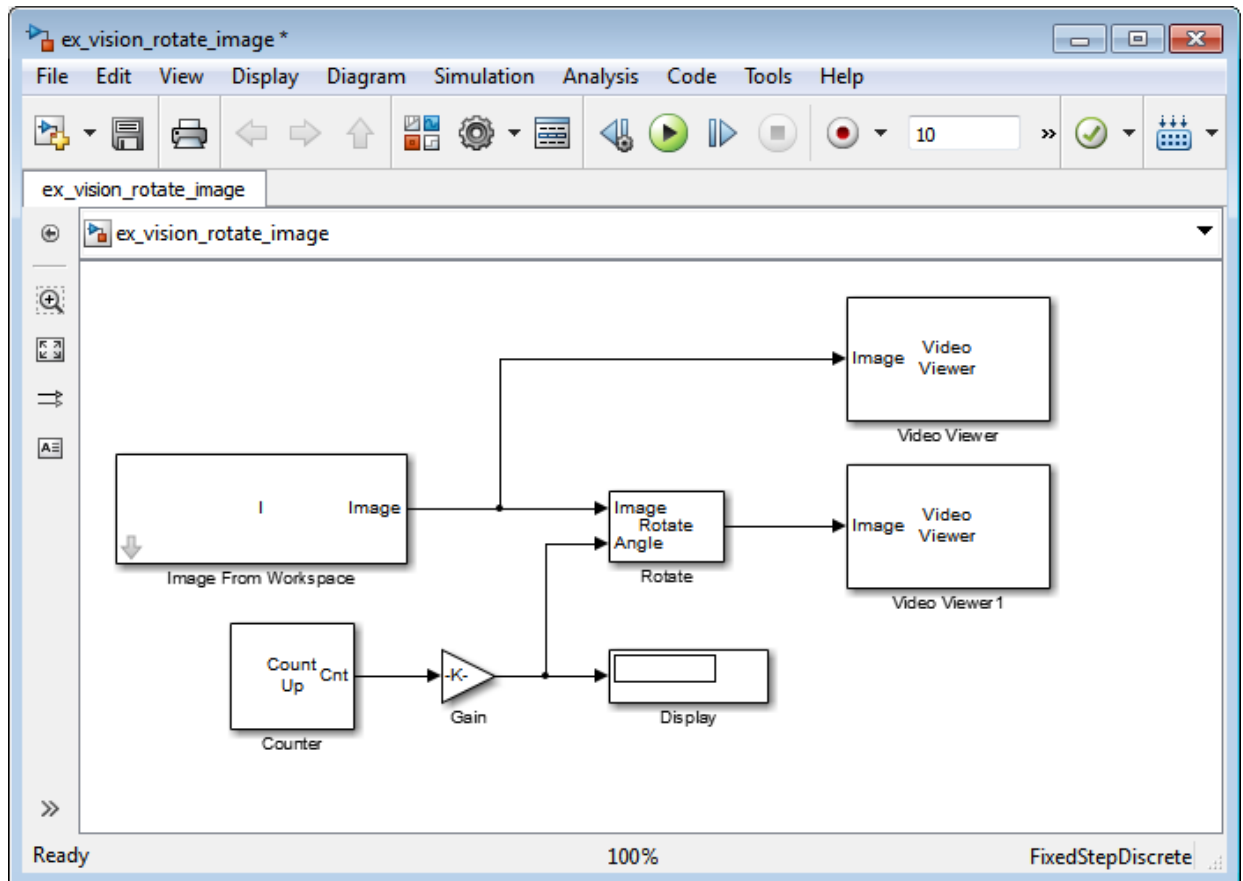 ex_vision_rotate_image *
File Edit View Display Diagram Simulation Analysis Code Tools Help
10 »
ex_vision_rotate_image
ex_vision_rotate_image
Video
Viewer
Image
Video Viewer
I
Image
Image From Workspace
Image
Rotate
Angle
Rotate
Image
Video
Viewer
Video Viewer1
Count
Up
Cnt
Counter
-K-
Gain
Display
A
»
Ready 100% FixedStepDiscrete